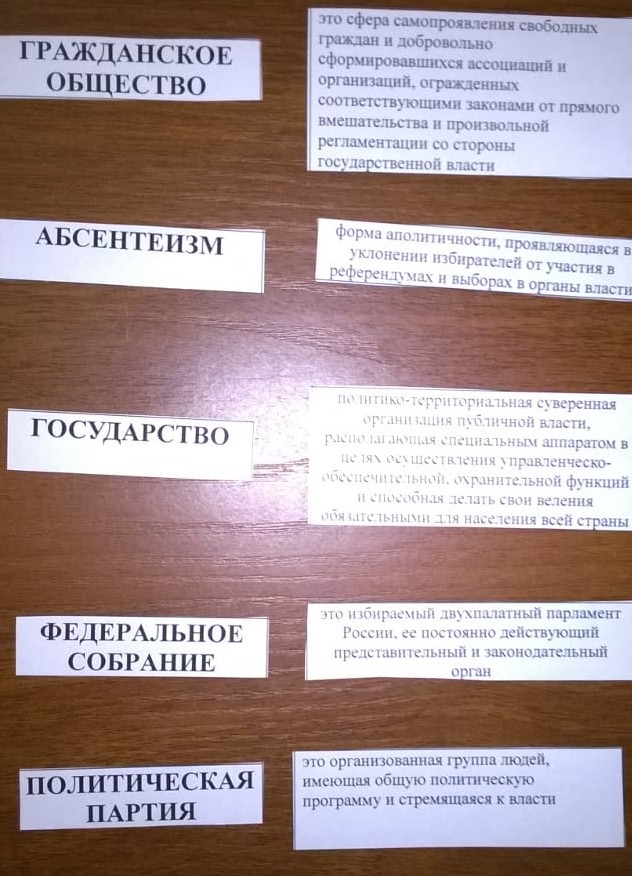 ГРАЖДАНСКОЕ
ОБЩЕСТВО
это сфера самопроявления свободных
граждан и добровольно
сформировавшихся ассоциаций и
организаций, огражденных
соответствующими законами от прямого
вмешательства и произвольной
регламентации со стороны
государственной власти
АБСЕНТЕИЗМ
форма аполитичности, проявляющаяся в
уклонении избирателей от участия в
референдумах и выборах в органы власти
ГОСУДАРСТВО
политико-территориальная суверенная
организация публичной власти,
располагающая специальным аппаратом в
целях осуществления управленческо-
обеспечительной, охранительной функций
и способная делать свои веления
обязательными для населения всей страны
ФЕДЕРАЛЬНОЕ
СОБРАНИЕ
это избираемый двухпалатный парламент
России, ее постоянно действующий
представительный и законодательный
орган
ПОЛИТИЧЕСКАЯ
ПАРТИЯ
это организованная группа людей,
имеющая общую политическую
программу и стремящаяся к власти